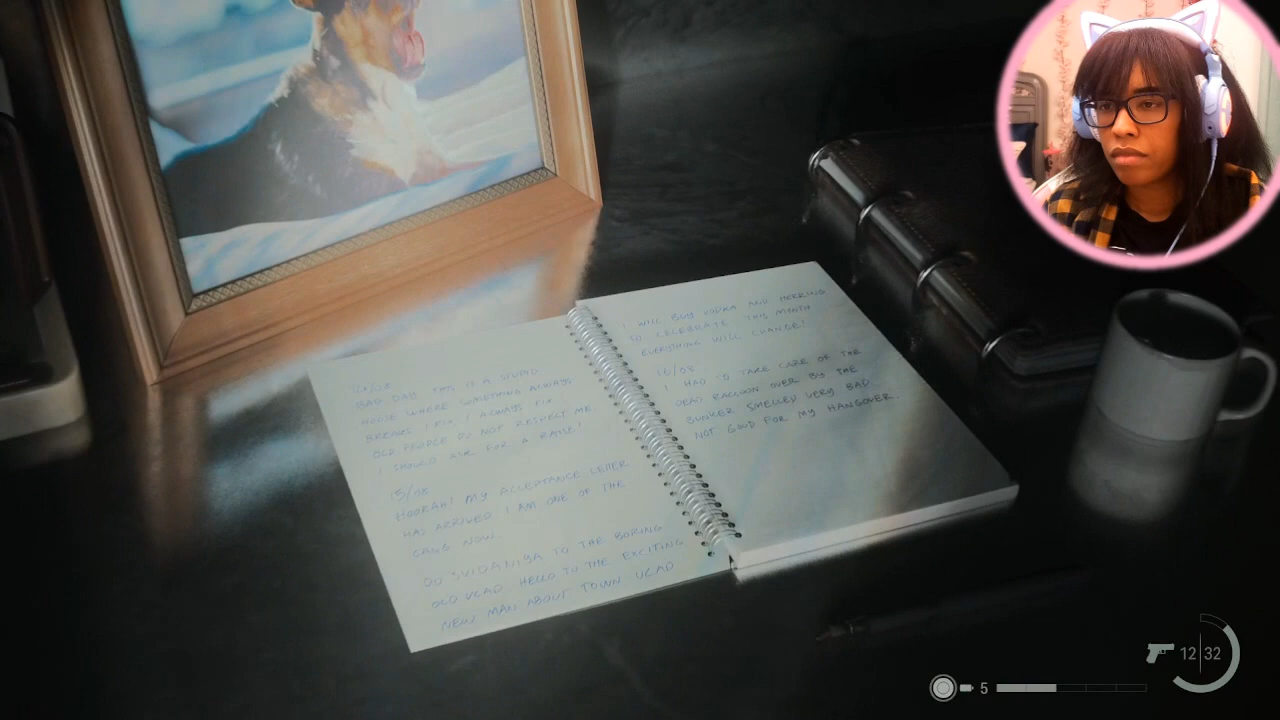 BAD DAY THIS IS A STUPID
HOUSE WHERE SOMETHING ALWAYS
BREAKS I FIX I ALWAYS FIX
OLD PEOPLE DO NOT RESPECT ME
I SHOULD ASK FOR A RAISE!
15/08
HOORAH! MY ACCEPTANCE LETTER
HAS ARRIVED I AM ONE OF THE
GANG NOW
DO SVIDANIYA TO THE BORING
OLD VLAD HELLO TO THE EXCITING
NEW MAN ABOUT TOWN VLAD
I WILL BUY VODKA AND HERRING
TO CELEBRATE THIS MONTH
EVERYTHING WILL CHANGE!
16/08
I HAD TO TAKE CARE OF THE
DEAD RACCOON OVER BY THE
BUNKER SMELLED VERY BAD
NOT GOOD FOR MY HANGOVER.
12 32
5